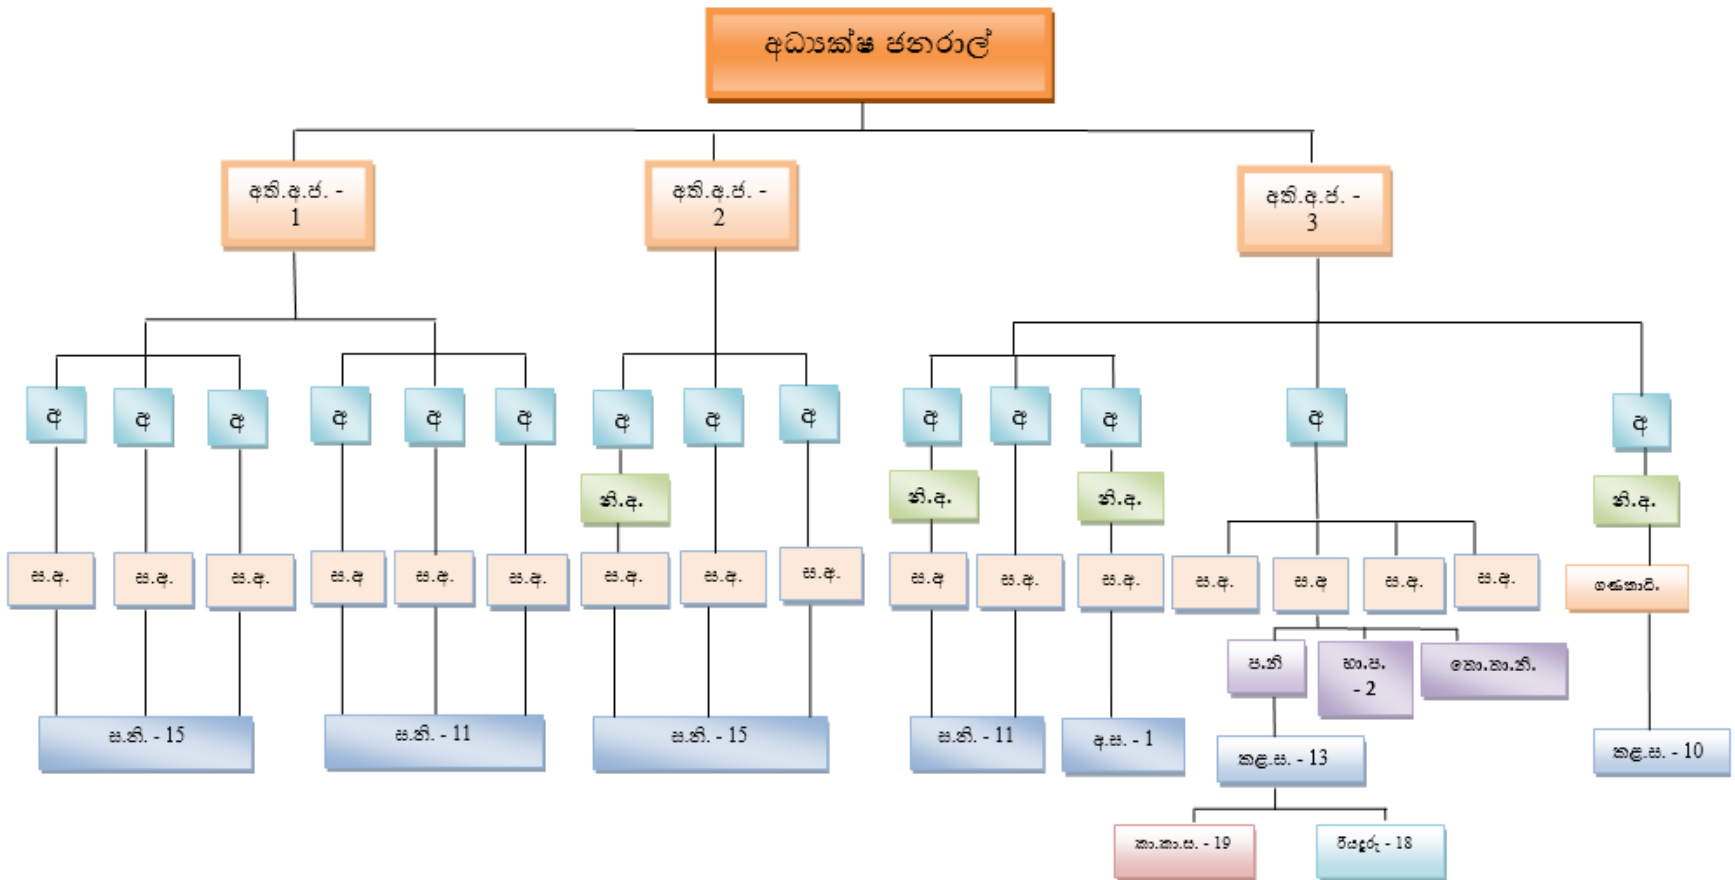 අධ්‍යක්ෂ ජනරාල්
අති.අ.ජ. -
1
අති.අ.ජ. -
2
අති.අ.ජ. -
3
අ
අ
අ
අ
අ
අ
අ
අ
අ
අ
අ
අ
අ
අ
නි.අ.
නි.අ.
නි.අ.
නි.අ.
ස.අ.
ස.අ.
ස.අ.
ස.අ
ස.අ.
ස.අ.
ස.අ.
ස.අ.
ස.අ.
ස.අ
ස.අ.
ස.අ.
ස.අ.
ස.අ
ස.අ.
ස.අ.
ගණකාධි.
ප.නි
භා.ප.
- 2
තො.තා.නි.
ස.නි. - 15
ස.නි. - 11
ස.නි. - 15
ස.නි. - 11
අ.ස. - 1
කළ.ස. - 13
කළ.ස. - 10
කා.කා.ස. - 19
රියදුරු - 18